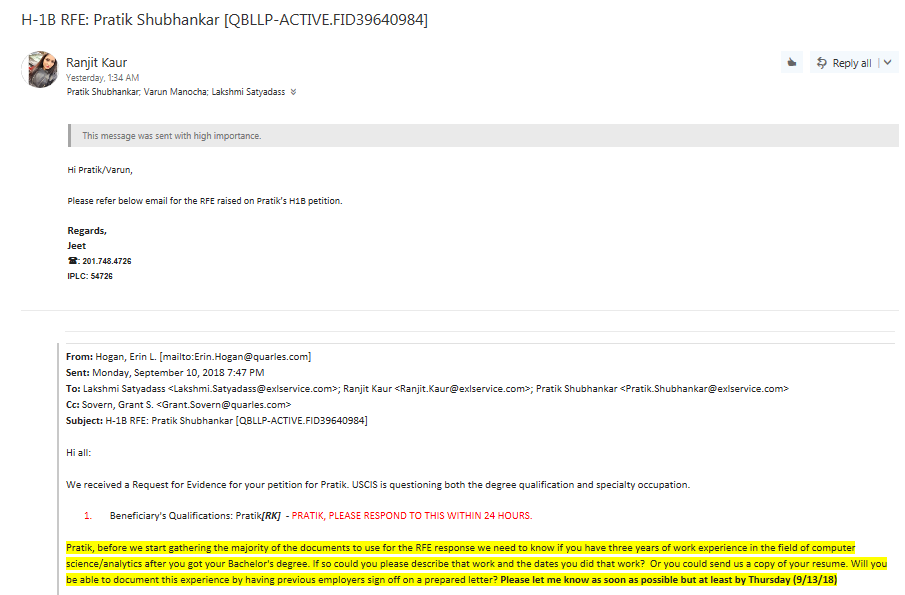 H-1B RFE: Pratik Shubhankar [QBLLP-ACTIVE.FID39640984]
Ranjit Kaur
Reply all
Yesterday, 1:34 AM
Pratik Shubhankar; Varun Manocha; Lakshmi Satyadass
This message was sent with high importance.
Hi Pratik/Varun,
Please refer below email for the RFE raised on Pratik's H1B petition.
Regards,
Jeet
☎: 201.748.4726
IPLC: 54726
From: Hogan, Erin L. [mailto:Erin.Hogan@quarles.com]
Sent: Monday, September 10, 2018 7:47 PM
To: Lakshmi Satyadass <Lakshmi.Satyadass@exlservice.com>; Ranjit Kaur <Ranjit.Kaur@exlservice.com>; Pratik Shubhankar <Pratik.Shubhankar@exlservice.com>
Cc: Sovern, Grant S. <Grant.Sovern@quarles.com>
Subject: H-1B RFE: Pratik Shubhankar [QBLLP-ACTIVE.FID39640984]
Hi all:
We received a Request for Evidence for your petition for Pratik. USCIS is questioning both the degree qualification and specialty occupation.
1. Beneficiary's Qualifications: Pratik[RK] - PRATIK, PLEASE RESPOND TO THIS WITHIN 24 HOURS.
Pratik, before we start gathering the majority of the documents to use for the RFE response we need to know if you have three years of work experience in the field of computer
science/analytics after you got your Bachelor's degree. If so could you please describe that work and the dates you did that work? Or you could send us a copy of your resume. Will you
be able to document this experience by having previous employers sign off on a prepared letter? Please let me know as soon as possible but at least by Thursday (9/13/18)